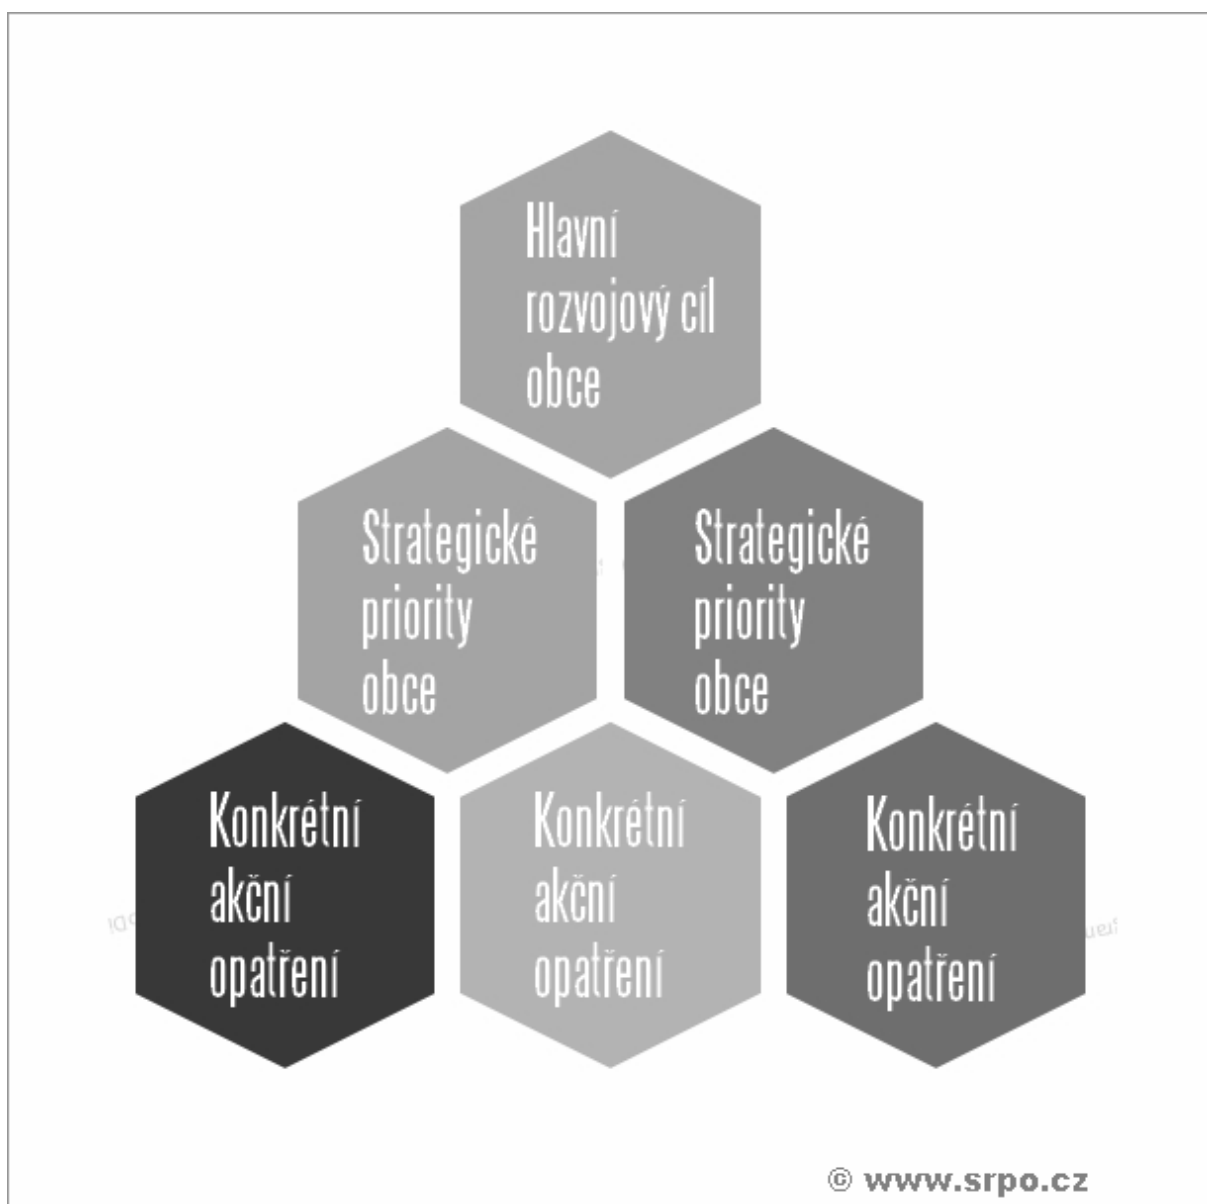 Hlavní
rozvojový cíl
obce
Strategické
priority
obce
Strategické
priority
obce
Konkrétní
akční
opatření
Konkrétní
akční
opatření
Konkrétní
akční
opatření
© www.srpo.cz